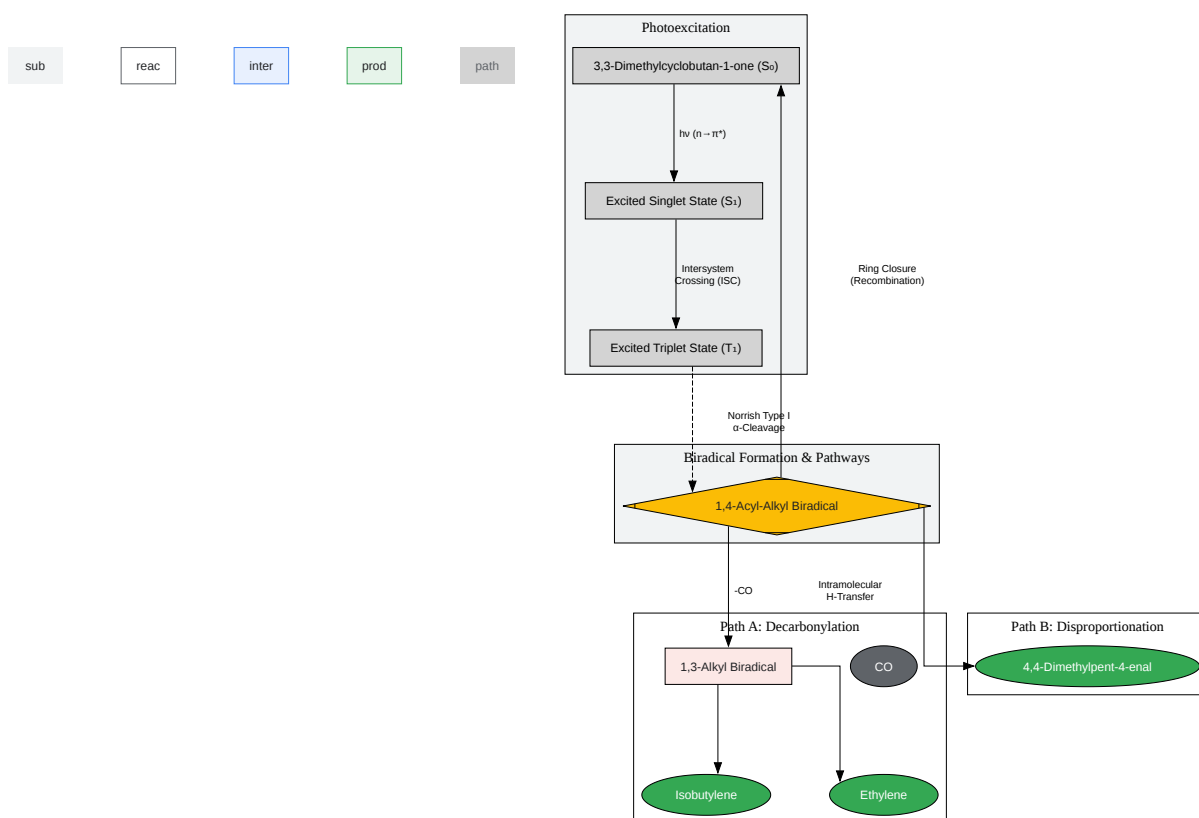 Photoexcitation
sub
reac
inter
prod
path
3,3-Dimethylcyclobutan-1-one (S₀)
hν (n→π*)
Excited Singlet State (S₁)
Intersystem
Crossing (ISC)
Ring Closure
(Recombination)
Excited Triplet State (T₁)
Norrish Type I
α-Cleavage
Biradical Formation & Pathways
1,4-Acyl-Alkyl Biradical
-CO
Intramolecular
H-Transfer
Path A: Decarbonylation
Path B: Disproportionation
1,3-Alkyl Biradical
CO
4,4-Dimethylpent-4-enal
Isobutylene
Ethylene